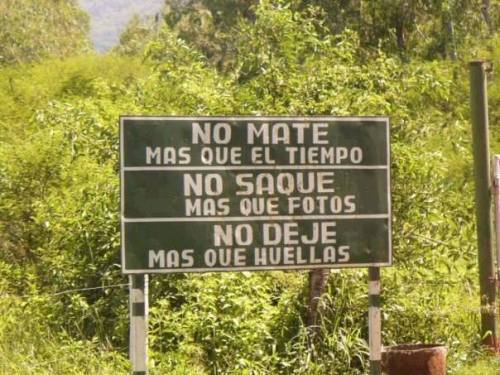 NO MATE
MAS QUE EL TIEMPO
NO SAQUE
MAS QUE FOTOS
NO DEJE
MAS QUE HUELLAS